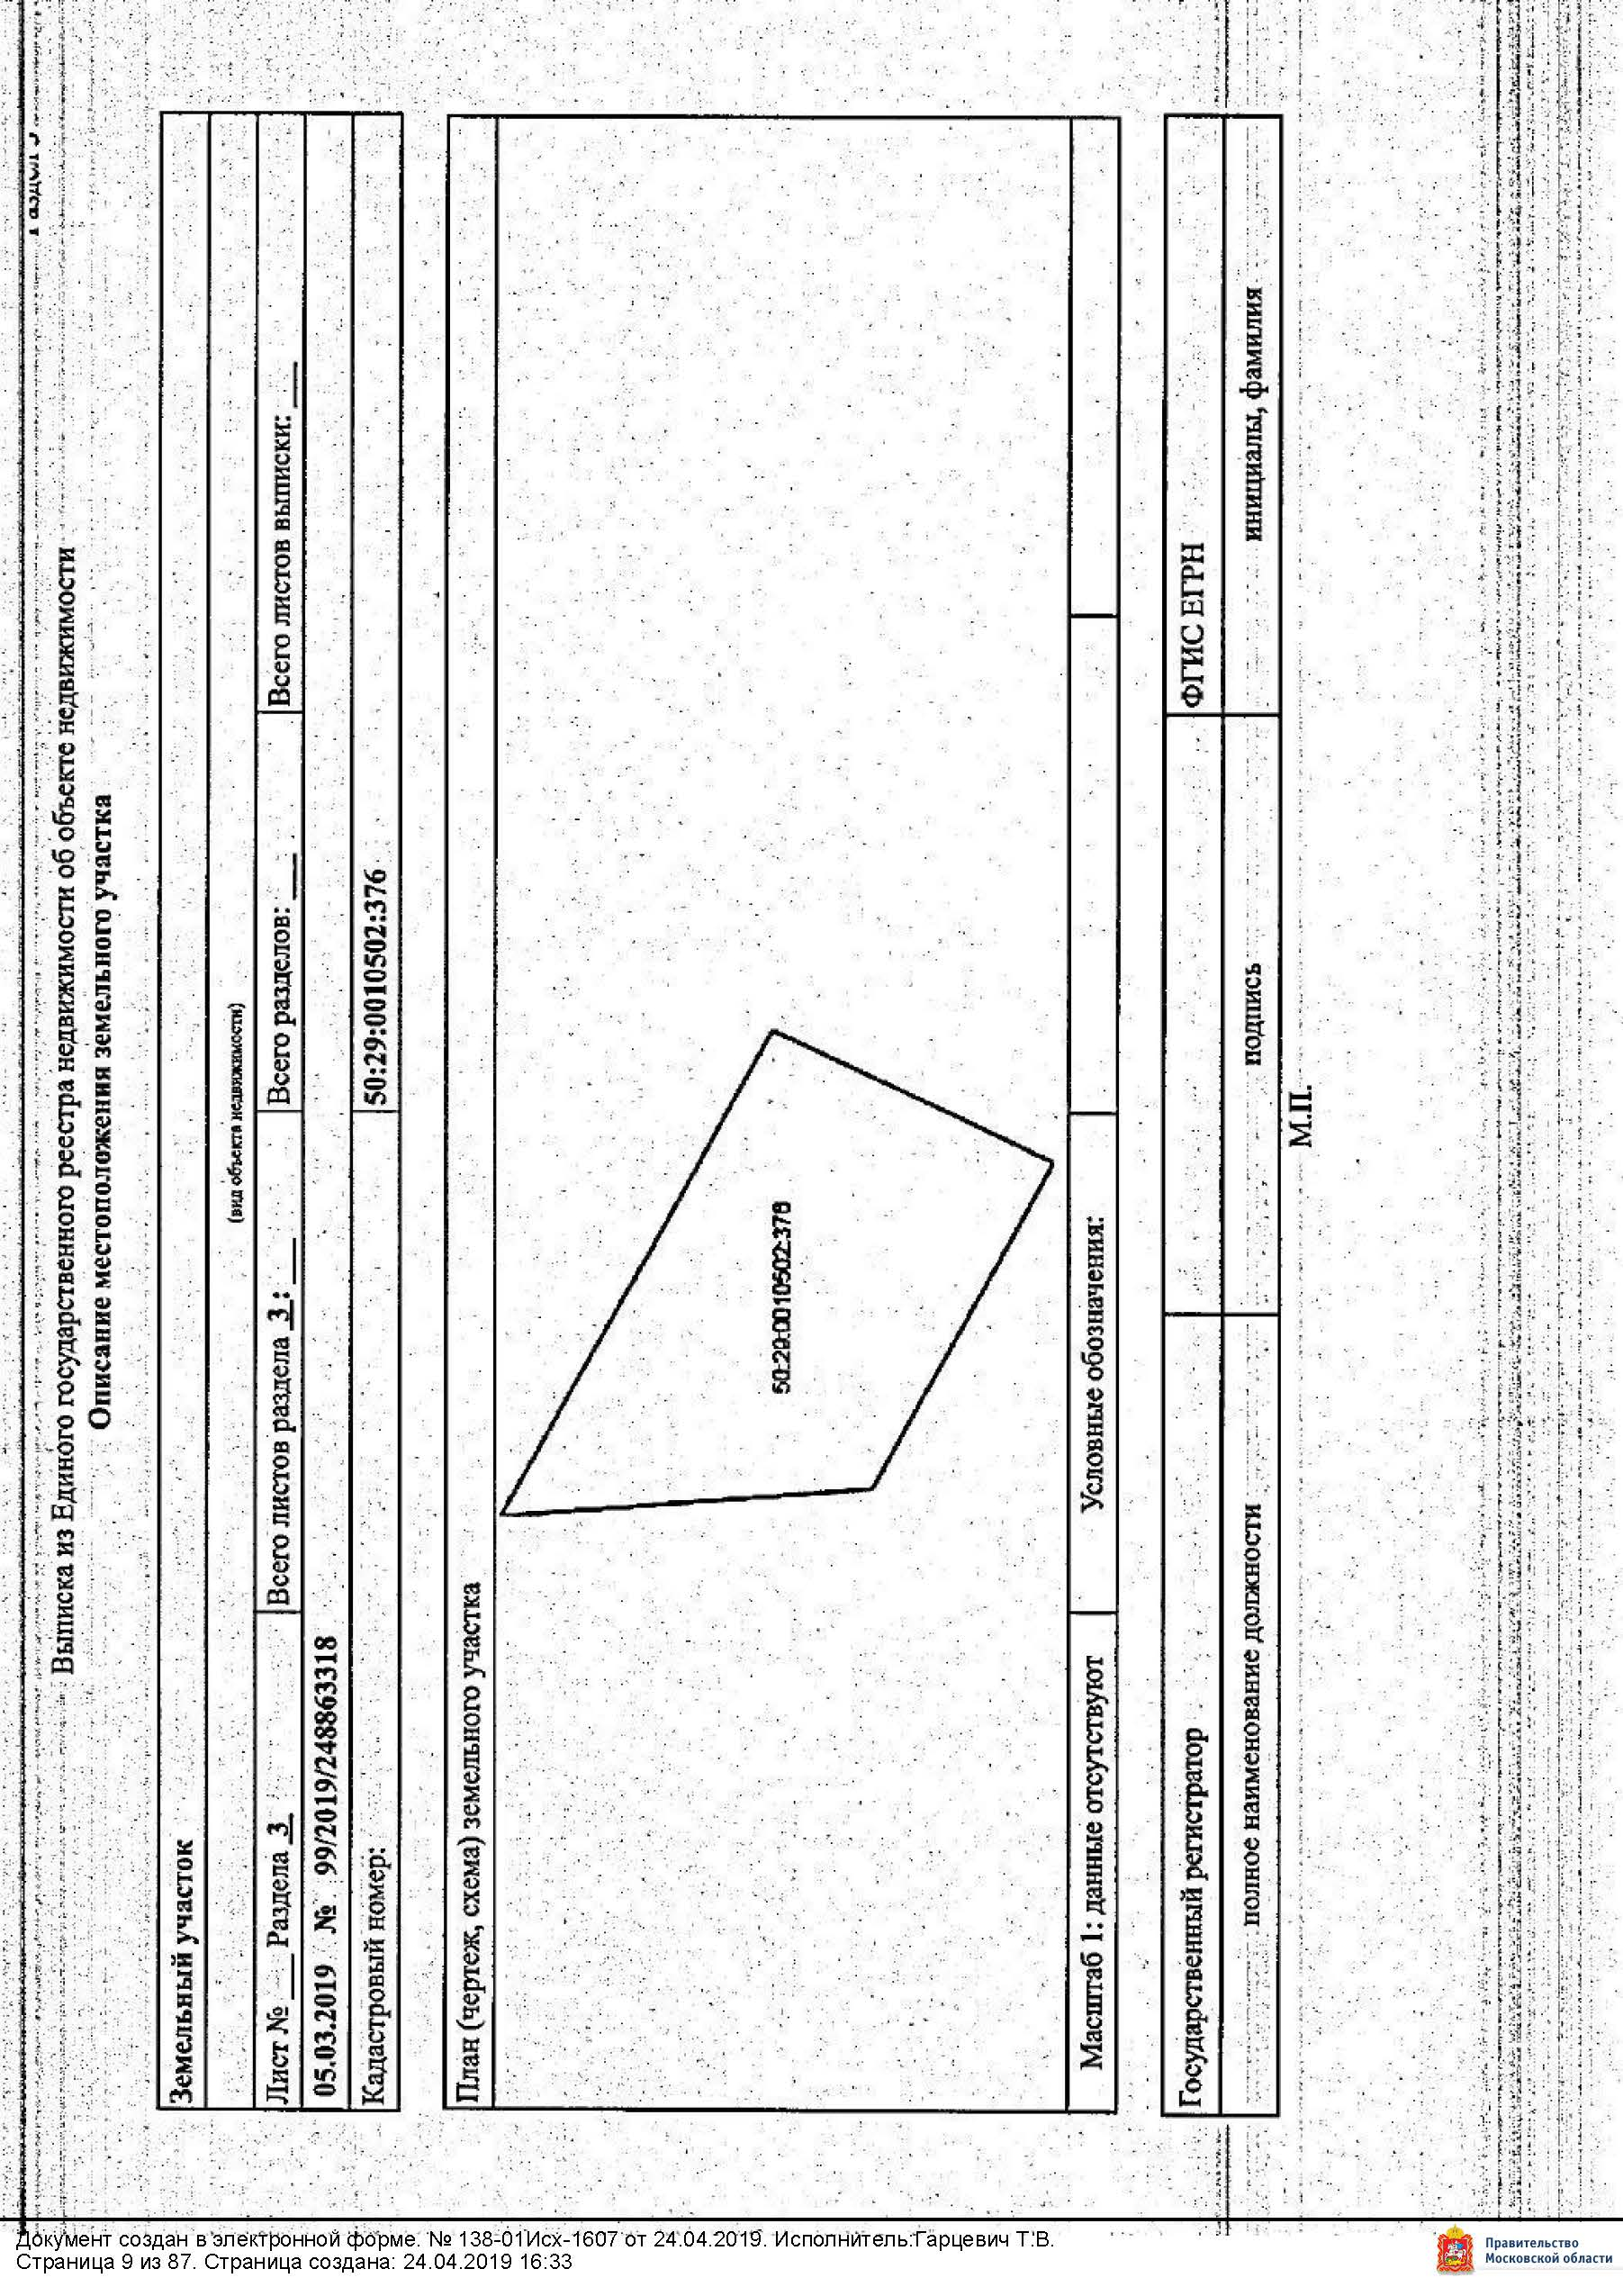 Раздел 3
Выписка из Единого государственного реестра недвижимости об объекте недвижимости
Описание местоположения земельного участка
Земельный участок
(вид объекта недвижимости)
Лист № ___ Раздела 3 Всего листов раздела 3 : ___ Всего разделов: ___ Всего листов выписки: ___
05.03.2019 № 99/2019/248863318
Кадастровый номер: 50:29:0010502:376
План (чертеж, схема) земельного участка
50:29:0010502:376
Масштаб 1: данные отсутствуют Условные обозначения:
Государственный регистратор ФГИС ЕГРН
полное наименование должности подпись инициалы, фамилия
М.П.
Документ создан в электронной форме. № 138-01Исх-1607 от 24.04.2019. Исполнитель:Гарцевич Т.В.
Страница 9 из 87. Страница создана: 24.04.2019 16:33
Правительство
Московской области